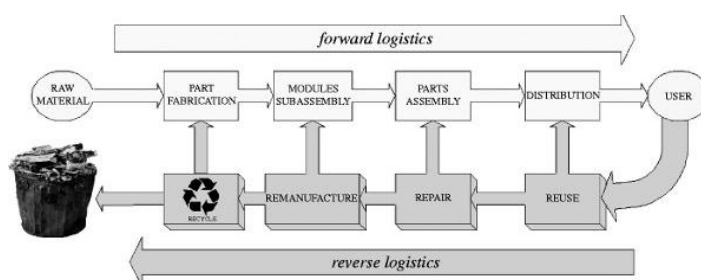 forward logistics
RAW
MATERIAL
PART
FABRICATION
MODULES
SUBASSEMBLY
PARTS
ASSEMBLY
DISTRIBUTION
USER
RECYCLE
REMANUFACTURE
REPAIR
REUSE
reverse logistics